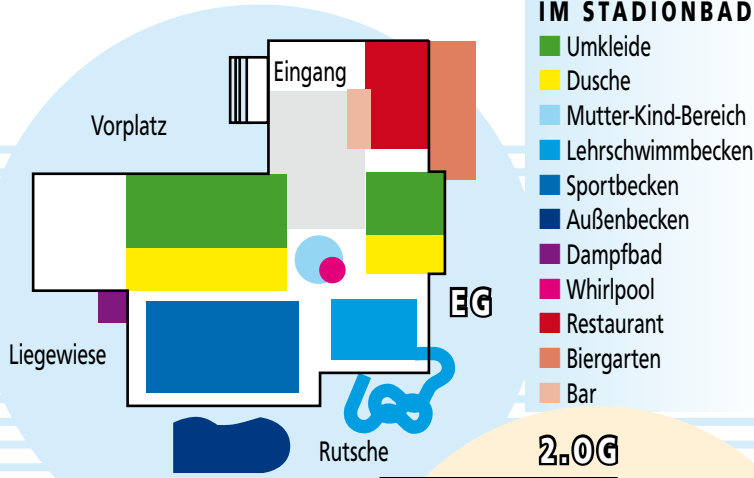 IM STADIONBAD
Umkleide
Dusche
Mutter-Kind-Bereich
Lehrschwimmbecken
Sportbecken
Außenbecken
Dampfbad
Whirlpool
Restaurant
Biergarten
Bar
Eingang
Vorplatz
EG
Liegewiese
Rutsche
2.OG